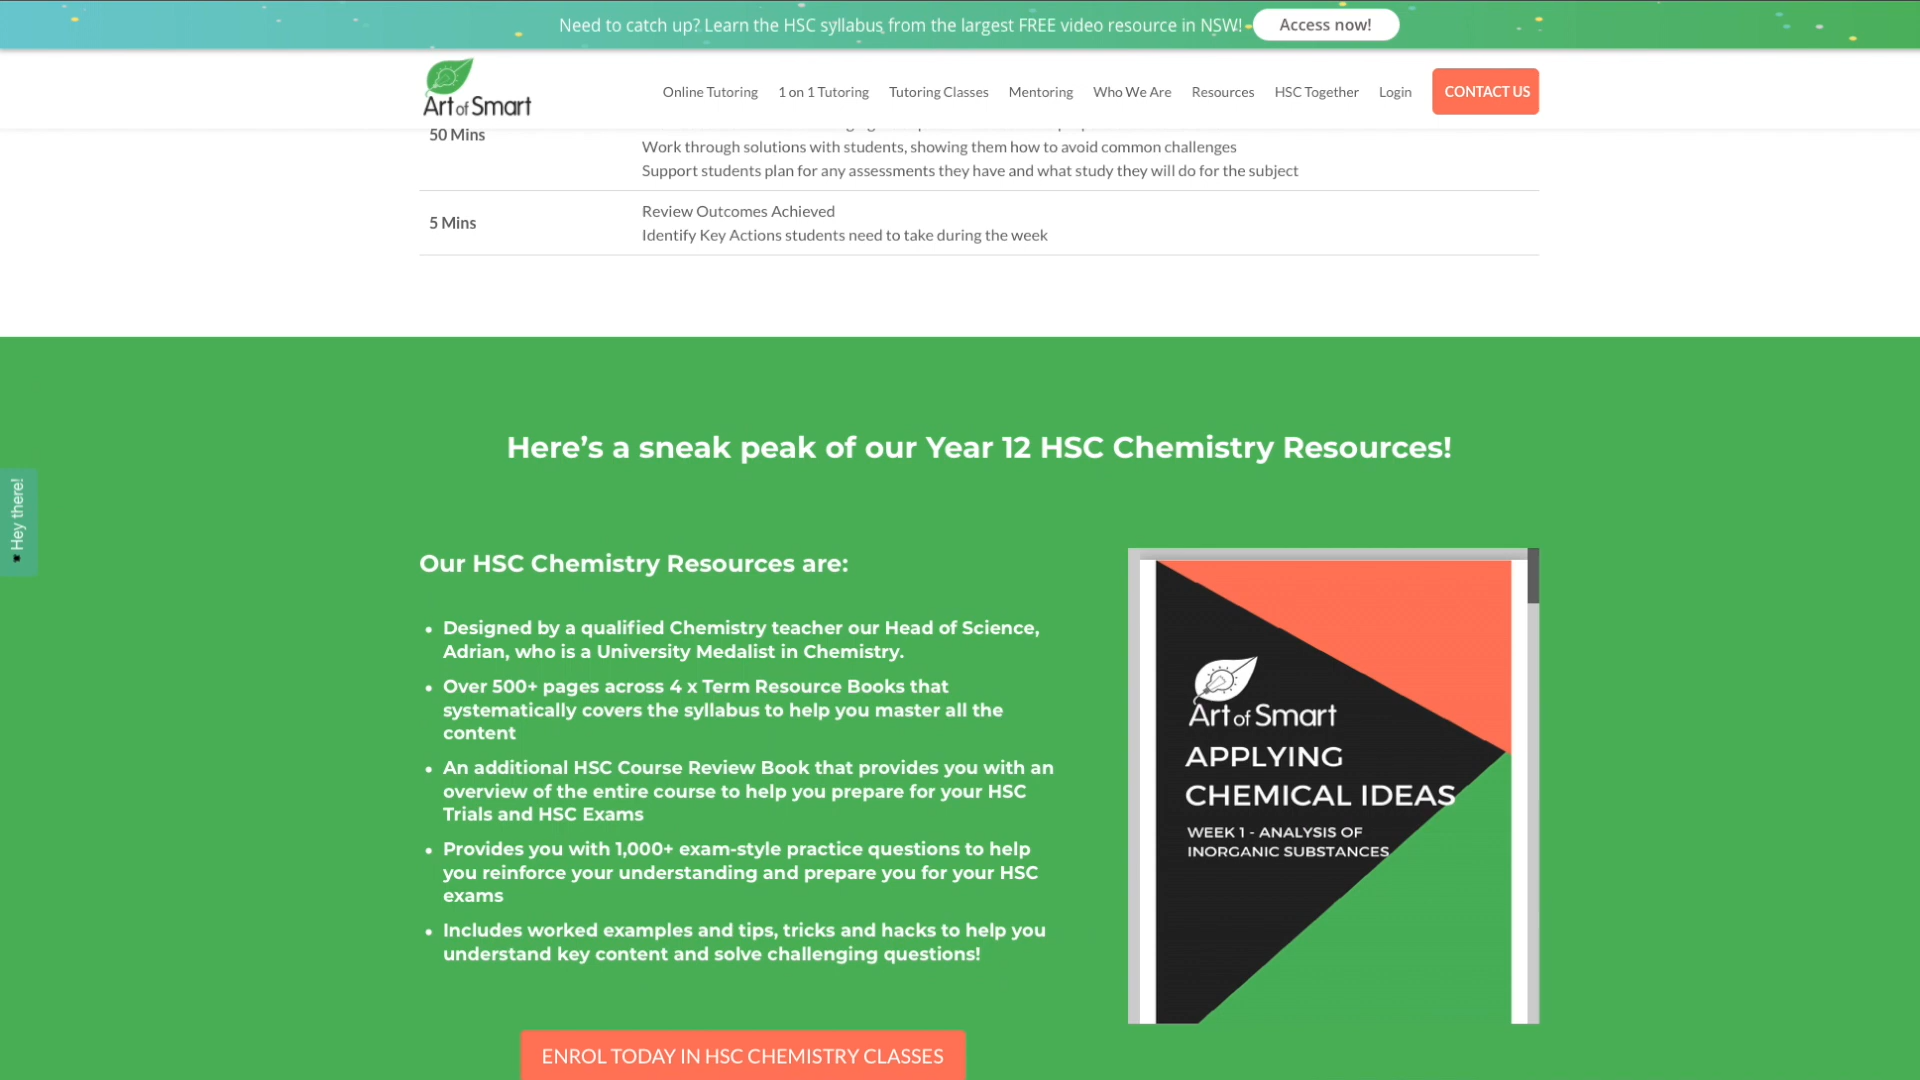 Need to catch up? Learn the HSC syllabus from the largest FREE video resource in NSW!
Access now!
Art of Smart
Online Tutoring
1 on 1 Tutoring
Tutoring Classes
Mentoring
Who We Are
Resources
HSC Together
Login
CONTACT US
50 Mins
Work through solutions with students, showing them how to avoid common challenges
Support students plan for any assessments they have and what study they will do for the subject
5 Mins
Review Outcomes Achieved
Identify Key Actions students need to take during the week
Here’s a sneak peak of our Year 12 HSC Chemistry Resources!
Hey there!
Our HSC Chemistry Resources are:
• Designed by a qualified Chemistry teacher our Head of Science,
Adrian, who is a University Medalist in Chemistry.
• Over 500+ pages across 4 x Term Resource Books that
systematically covers the syllabus to help you master all the
content
• An additional HSC Course Review Book that provides you with an
overview of the entire course to help you prepare for your HSC
Trials and HSC Exams
• Provides you with 1,000+ exam-style practice questions to help
you reinforce your understanding and prepare you for your HSC
exams
• Includes worked examples and tips, tricks and hacks to help you
understand key content and solve challenging questions!
Art of Smart
APPLYING
CHEMICAL IDEAS
WEEK 1 - ANALYSIS OF
INORGANIC SUBSTANCES
ENROL TODAY IN HSC CHEMISTRY CLASSES